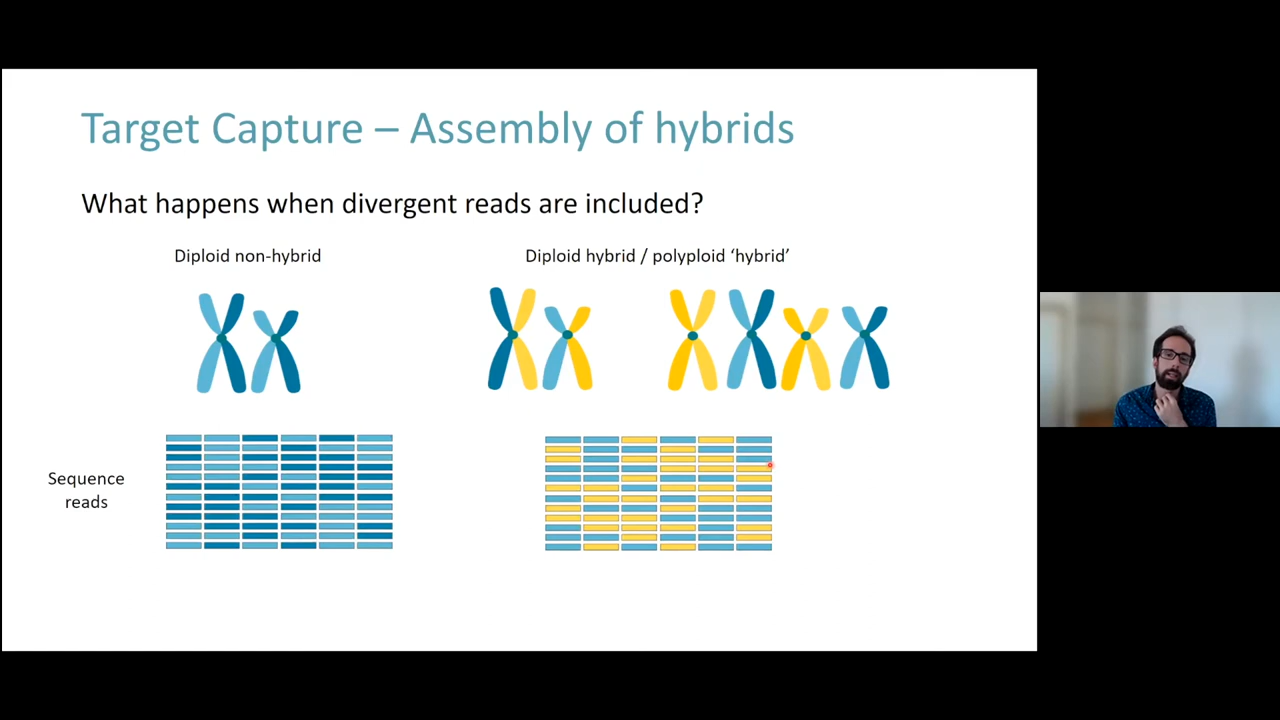 Target Capture – Assembly of hybrids
What happens when divergent reads are included?
Diploid non-hybrid
Diploid hybrid / polyploid ‘hybrid’
Sequence
reads